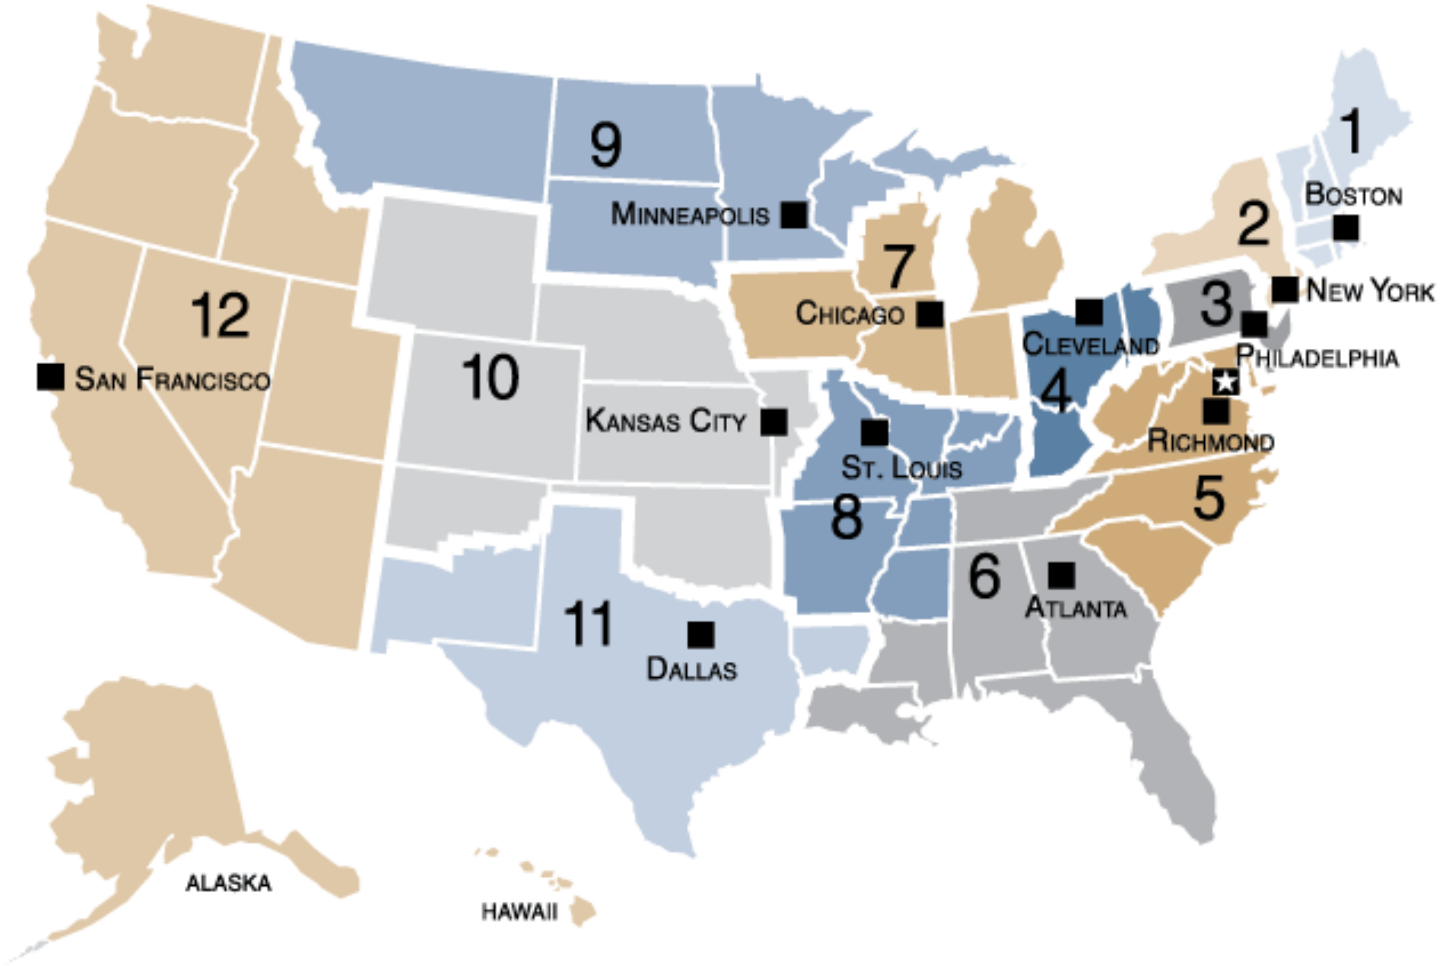 1
9
Boston
Minneapolis
2
7
New York
3
12
Chicago
Cleveland
Philadelphia
San Francisco
10
4
Kansas City
Richmond
St. Louis
5
8
6
Atlanta
11
Dallas
ALASKA
HAWAII